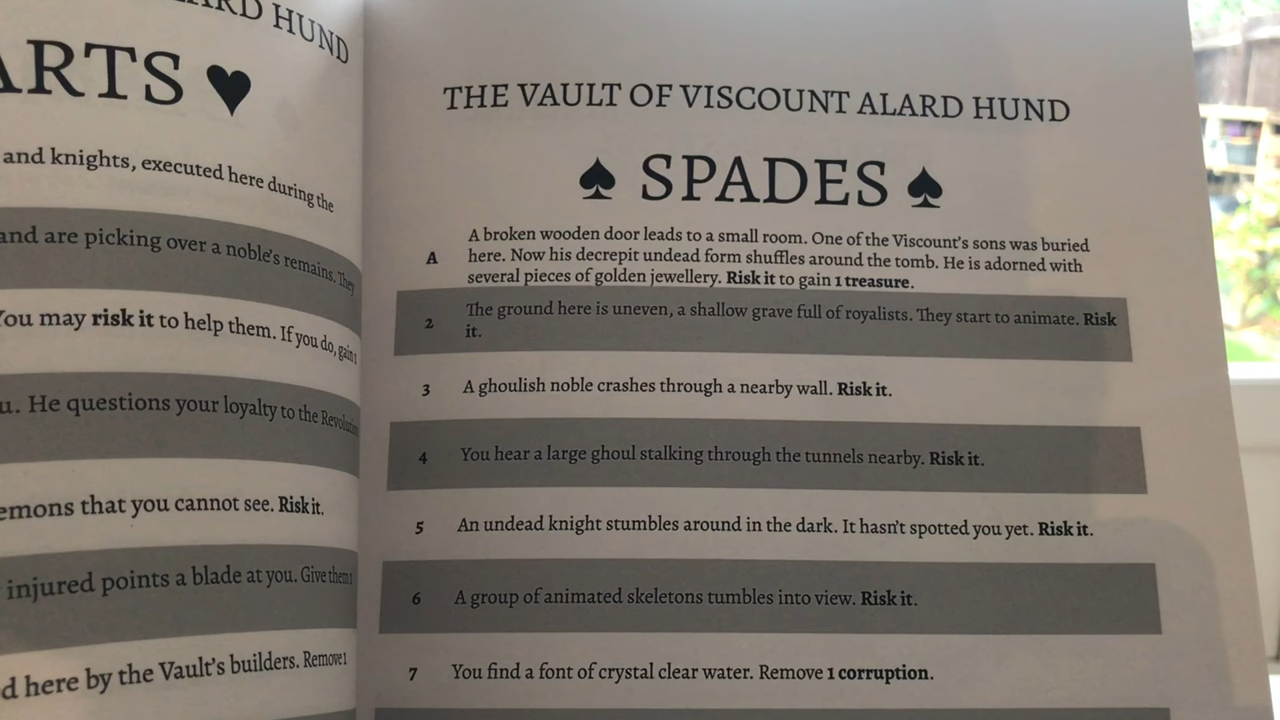 ARD HUND
ARTS ♥
and knights, executed here during the
and are picking over a noble's remains. They
You may risk it to help them. If you do, gain 1
u. He questions your loyalty to the Revolution
emons that you cannot see. Risk it.
injured points a blade at you. Give them 1
d here by the Vault's builders. Remove 1
THE VAULT OF VISCOUNT ALARD HUND
♠ SPADES ♠
A A broken wooden door leads to a small room. One of the Viscount's sons was buried
here. Now his decrepit undead form shuffles around the tomb. He is adorned with
several pieces of golden jewellery. Risk it to gain 1 treasure.
2 The ground here is uneven, a shallow grave full of royalists. They start to animate. Risk
it.
3 A ghoulish noble crashes through a nearby wall. Risk it.
4 You hear a large ghoul stalking through the tunnels nearby. Risk it.
5 An undead knight stumbles around in the dark. It hasn't spotted you yet. Risk it.
6 A group of animated skeletons tumbles into view. Risk it.
7 You find a font of crystal clear water. Remove 1 corruption.